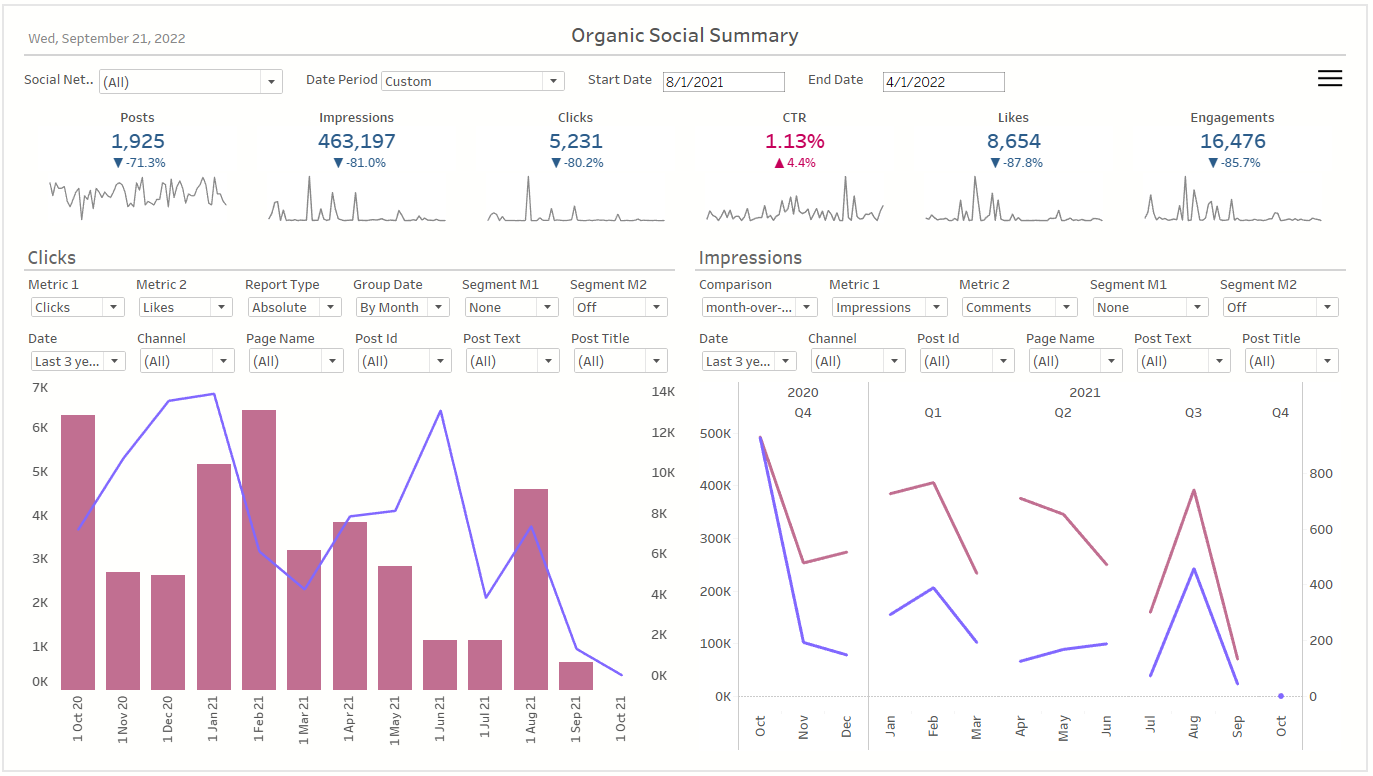 Wed, September 21, 2022
Organic Social Summary
Social Net.. (All) Date Period Custom Start Date 8/1/2021 End Date 4/1/2022
Posts Impressions Clicks CTR Likes Engagements
1,925 463,197 5,231 1.13% 8,654 16,476
▼ -71.3% ▼ -81.0% ▼ -80.2% ▲ 4.4% ▼ -87.8% ▼ -85.7%
Clicks
Metric 1 Metric 2 Report Type Group Date Segment M1 Segment M2
Clicks Likes Absolute By Month None Off
Date Channel Page Name Post Id Post Text Post Title
Last 3 ye... (All) (All) (All) (All) (All)
7K
6K
5K
4K
3K
2K
1K
0K
14K
12K
10K
8K
6K
4K
2K
0K
1 Oct 20
1 Nov 20
1 Dec 20
1 Jan 21
1 Feb 21
1 Mar 21
1 Apr 21
1 May 21
1 Jun 21
1 Jul 21
1 Aug 21
1 Sep 21
1 Oct 21
Impressions
Comparison Metric 1 Metric 2 Segment M1 Segment M2
month-over-... Impressions Comments None Off
Date Channel Post Id Page Name Post Text Post Title
Last 3 ye... (All) (All) (All) (All) (All)
2020 2021
Q4 Q1 Q2 Q3 Q4
500K
400K
300K
200K
100K
0K
800
600
400
200
0
Oct
Nov
Dec
Jan
Feb
Mar
Apr
May
Jun
Jul
Aug
Sep
Oct